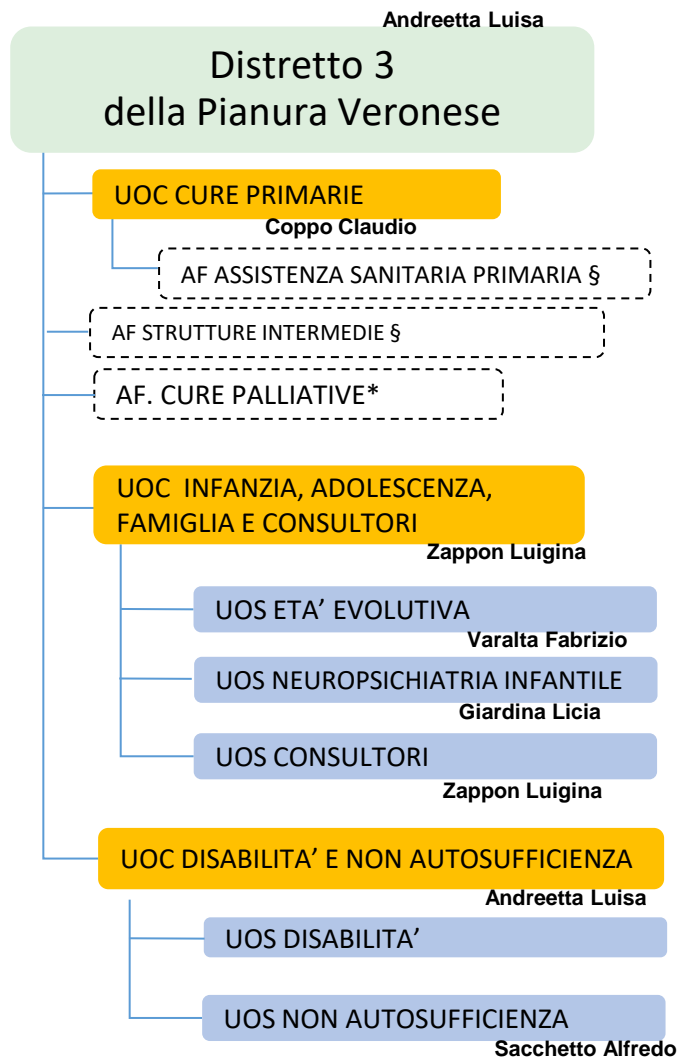 Andreetta Luisa
Distretto 3
della Pianura Veronese
UOC CURE PRIMARIE
Coppo Claudio
AF ASSISTENZA SANITARIA PRIMARIA §
AF STRUTTURE INTERMEDIE §
AF. CURE PALLIATIVE*
UOC INFANZIA, ADOLESCENZA,
FAMIGLIA E CONSULTORI
Zappon Luigina
UOS ETA’ EVOLUTIVA
Varalta Fabrizio
UOS NEUROPSICHIATRIA INFANTILE
Giardina Licia
UOS CONSULTORI
Zappon Luigina
UOC DISABILITA’ E NON AUTOSUFFICIENZA
Andreetta Luisa
UOS DISABILITA’
UOS NON AUTOSUFFICIENZA
Sacchetto Alfredo